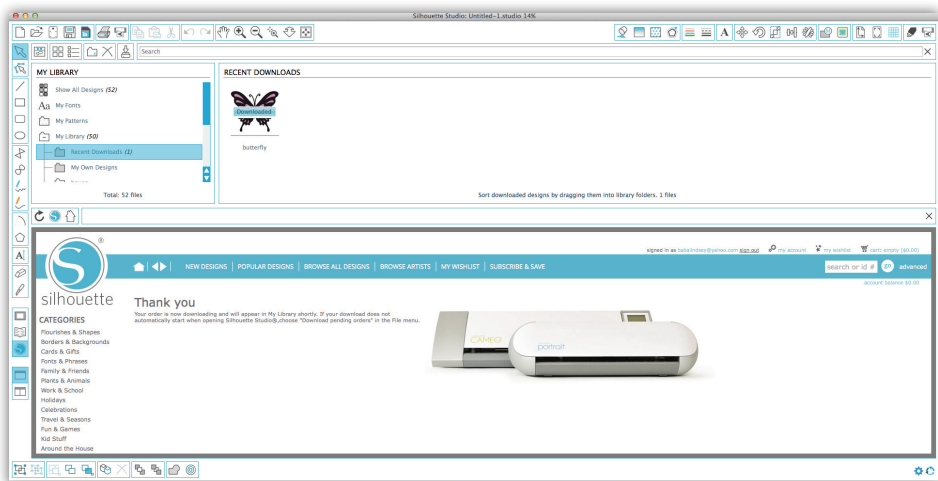 Silhouette Studio: Untitled-1.studio 14%
A
Search
MY LIBRARY
RECENT DOWNLOADS
Show All Designs (52)
Aa My Fonts
My Patterns
My Library (50)
Recent Downloads (1)
My Own Designs
Total: 52 files
Downloaded
butterfly
Sort downloaded designs by dragging them into library folders. 1 files
A
signed in as sign out my account my wishlist cart: empty ($0.00)
NEW DESIGNS | POPULAR DESIGNS | BROWSE ALL DESIGNS | BROWSE ARTISTS | MY WISHLIST | SUBSCRIBE & SAVE
search or id # go advanced
account balance $0.00
S ®
silhouette
Thank you
Your order is now downloading and will appear in My Library shortly. If your download does not
automatically start when opening Silhouette Studio®,choose "Download pending orders" in the File menu.
CAMEO
portrait
CATEGORIES
Flourishes & Shapes
Borders & Backgrounds
Cards & Gifts
Fonts & Phrases
Family & Friends
Plants & Animals
Work & School
Holidays
Celebrations
Travel & Seasons
Fun & Games
Kid Stuff
Around the House